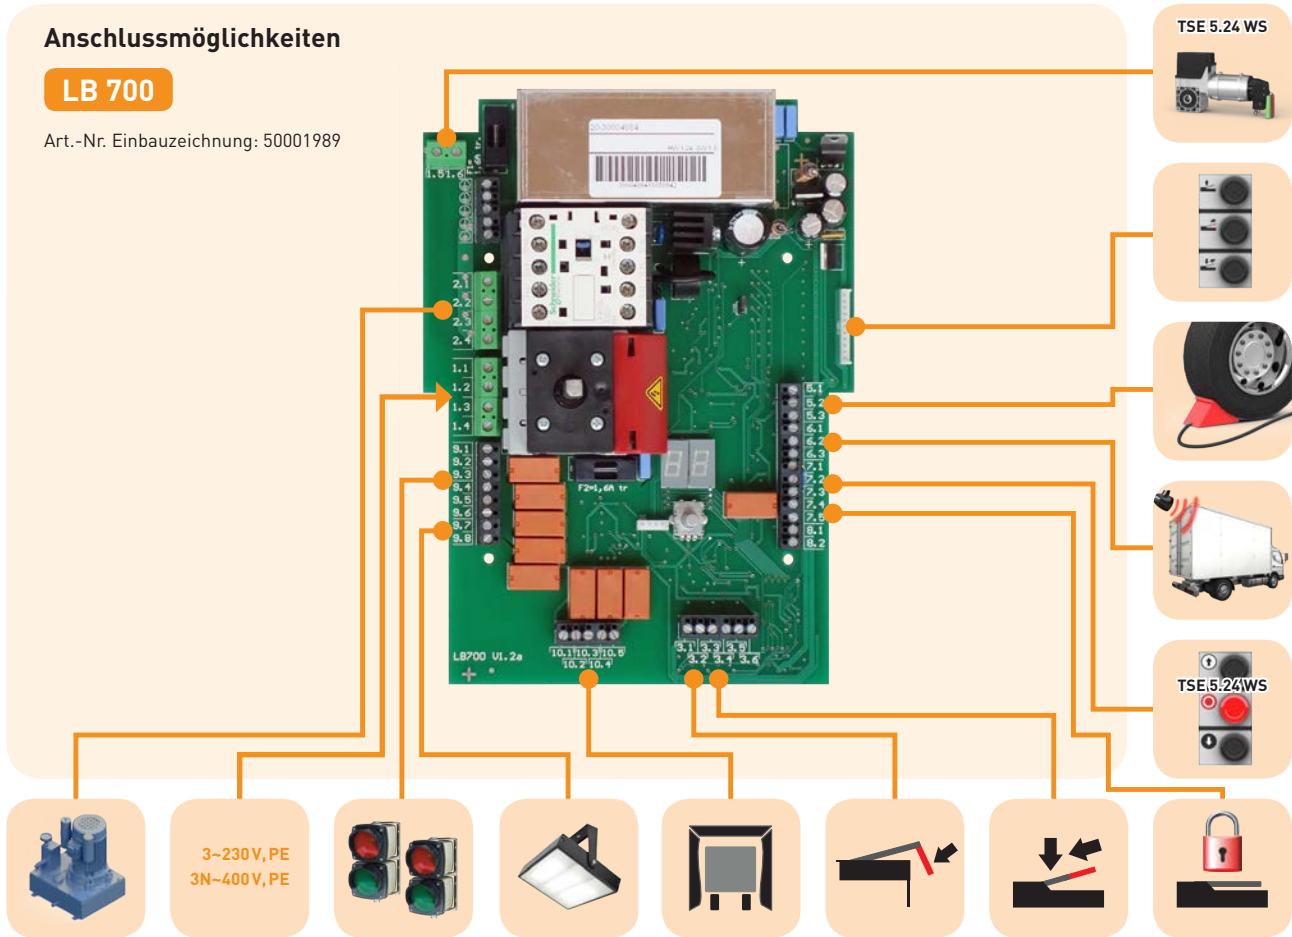 Anschlussmöglichkeiten
LB 700
Art.-Nr. Einbauzeichnung: 50001989
TSE 5.24 WS
1.5 1.6
F1=
1,6A tr.
Schneider
2.1
2.2
2.3
2.4
1.1
1.2
1.3
1.4
9.1
9.2
9.3
9.4
9.5
9.6
9.7
9.8
F2=1,6A tr
5.1
5.2
5.3
6.1
6.2
6.3
7.1
7.2
7.3
7.4
7.5
8.1
8.2
10.1 10.3 10.5
10.2 10.4
3.1 3.3 3.5
3.2 3.4 3.6
LB700 V1.2a
TSE 5.24 WS
3~230 V, PE
3N~400 V, PE